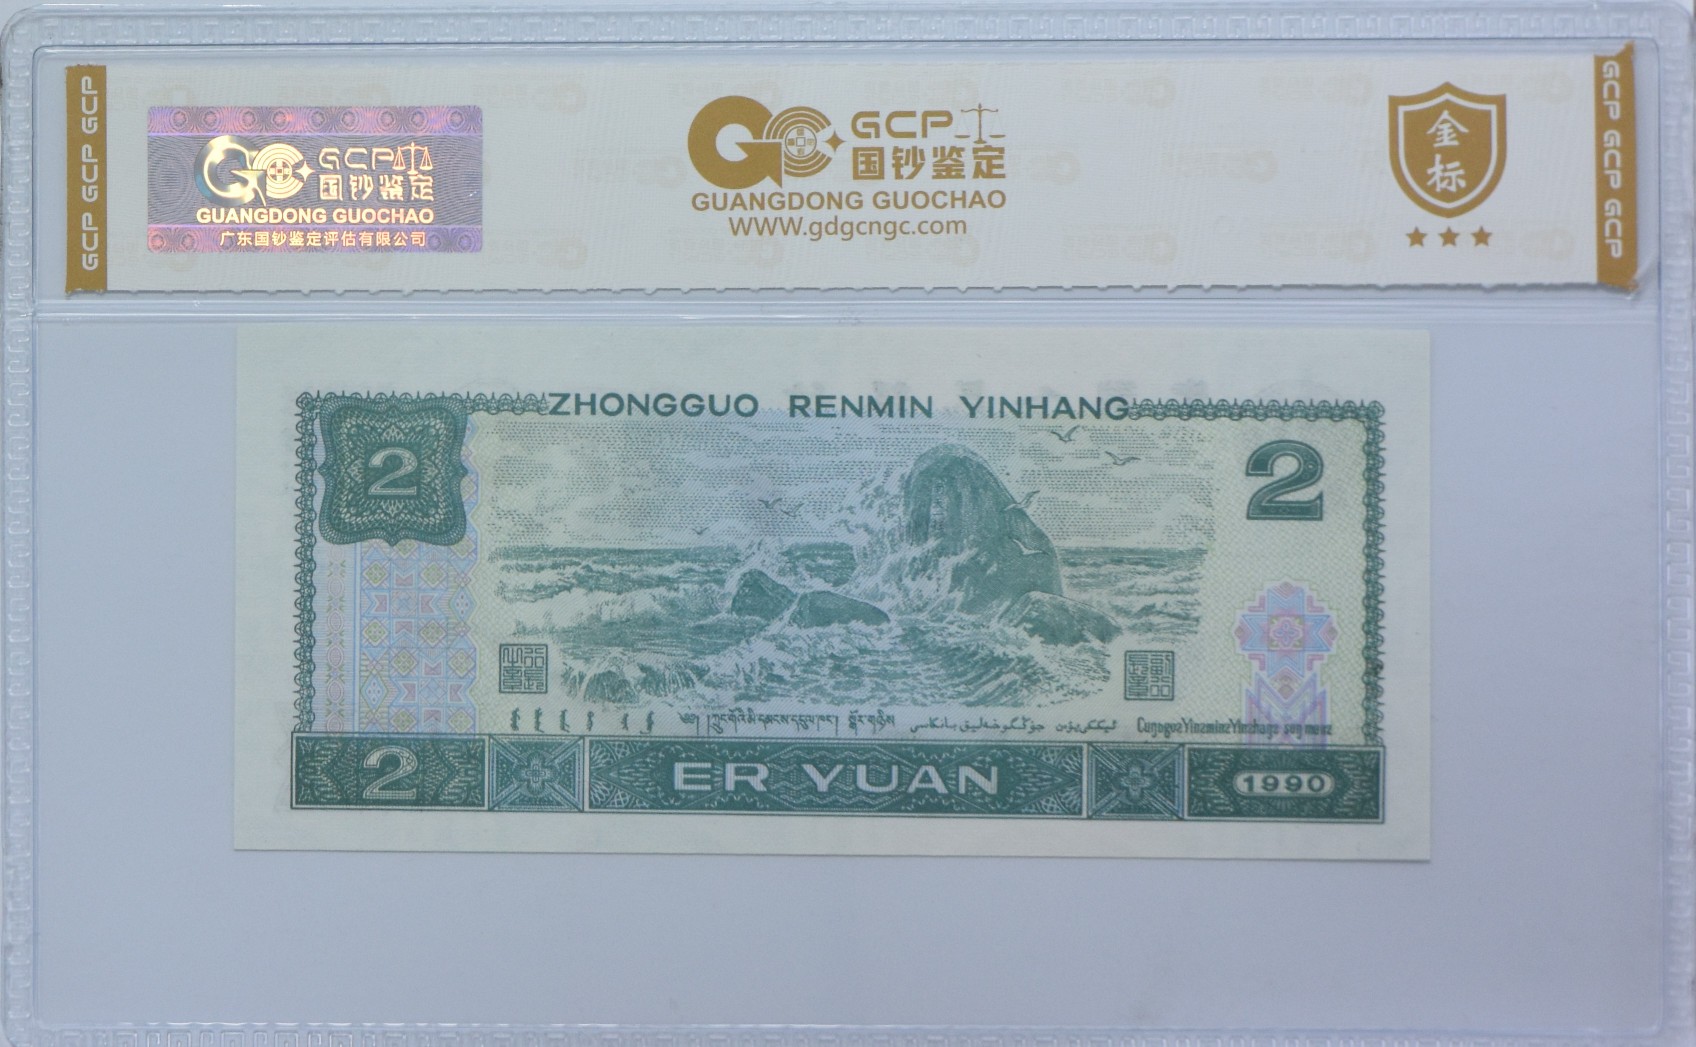 GCP GCP GCP
GCP
国钞鉴定
GUANGDONG GUOCHAO
广东国钞鉴定评估有限公司
GCP
国钞鉴定
GUANGDONG GUOCHAO
WWW.gdgcngc.com
金标
GCP GCP GCP
ZHONGGUO RENMIN YINHANG
2
2
2
ER YUAN
1990